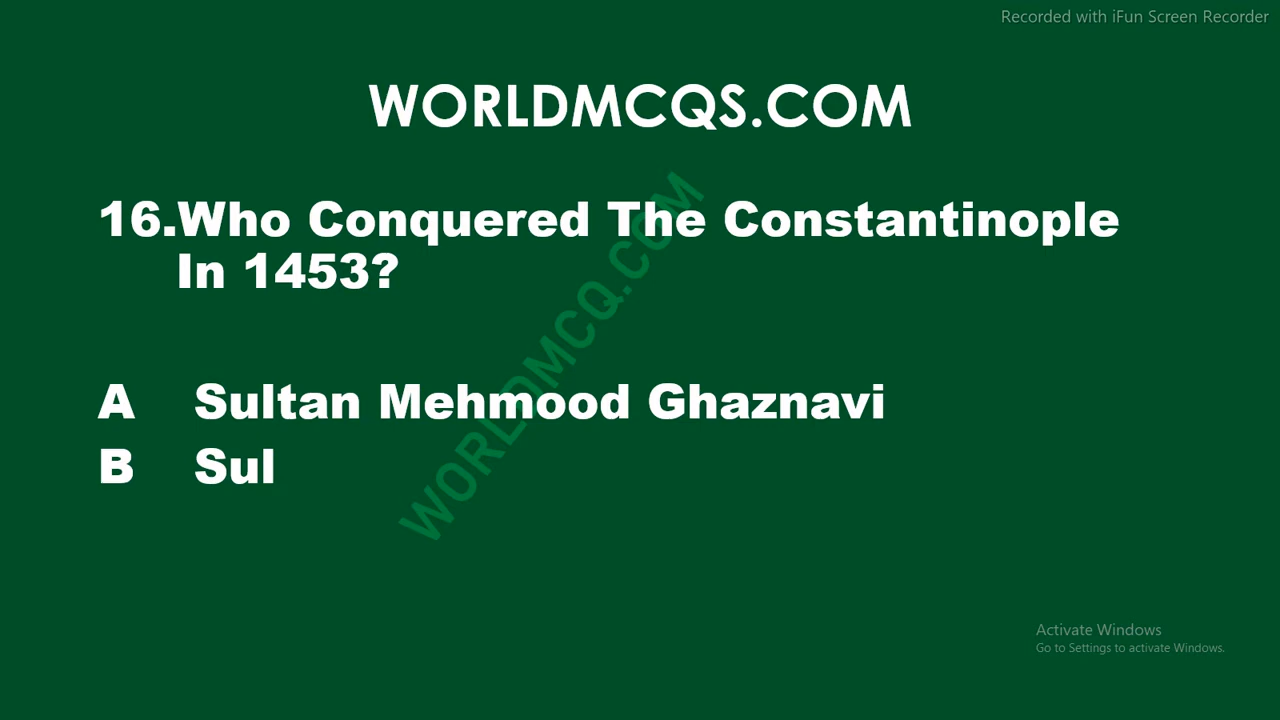 Recorded with iFun Screen Recorder
WORLDMCQS.COM
16.Who Conquered The Constantinople
In 1453?
WORLDMCQ.COM
A Sultan Mehmood Ghaznavi
B Sul
Activate Windows
Go to Settings to activate Windows.